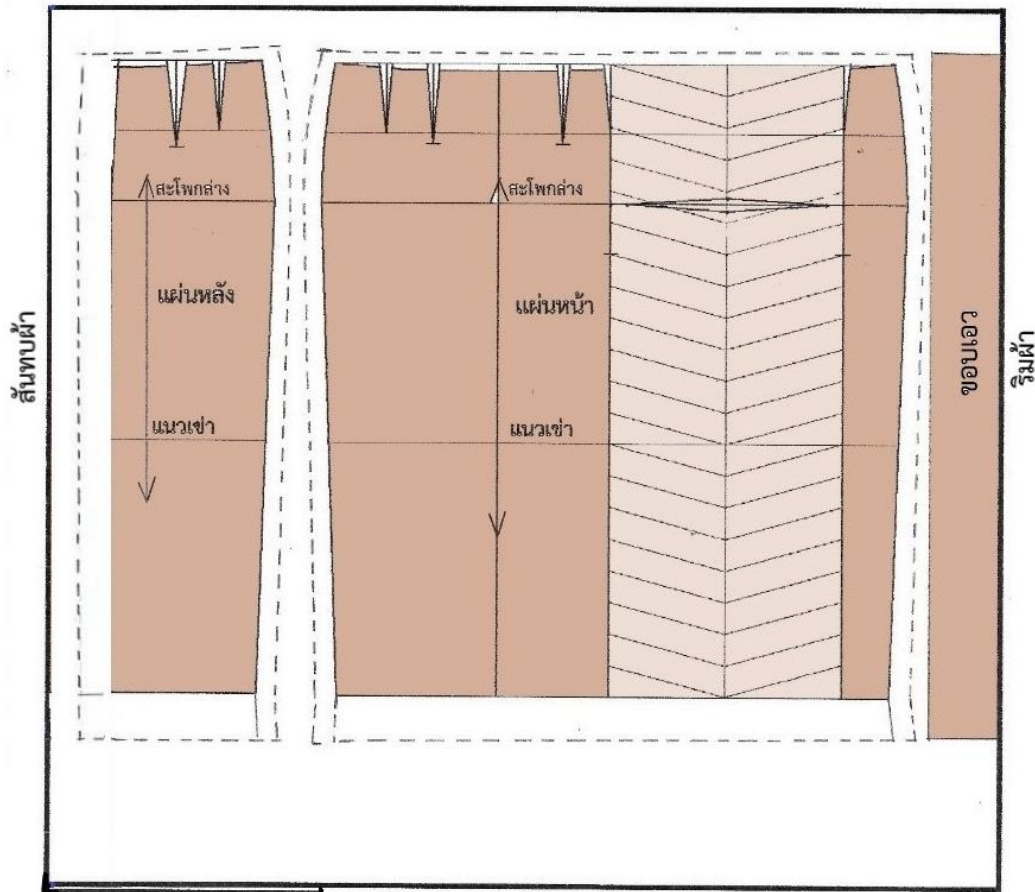 สะโพกล่าง
สะโพกล่าง
แผ่นหลัง
แผ่นหน้า
สันทบผ้า
ขอบเอว
ริมผ้า
แนวเข่า
แนวเข่า